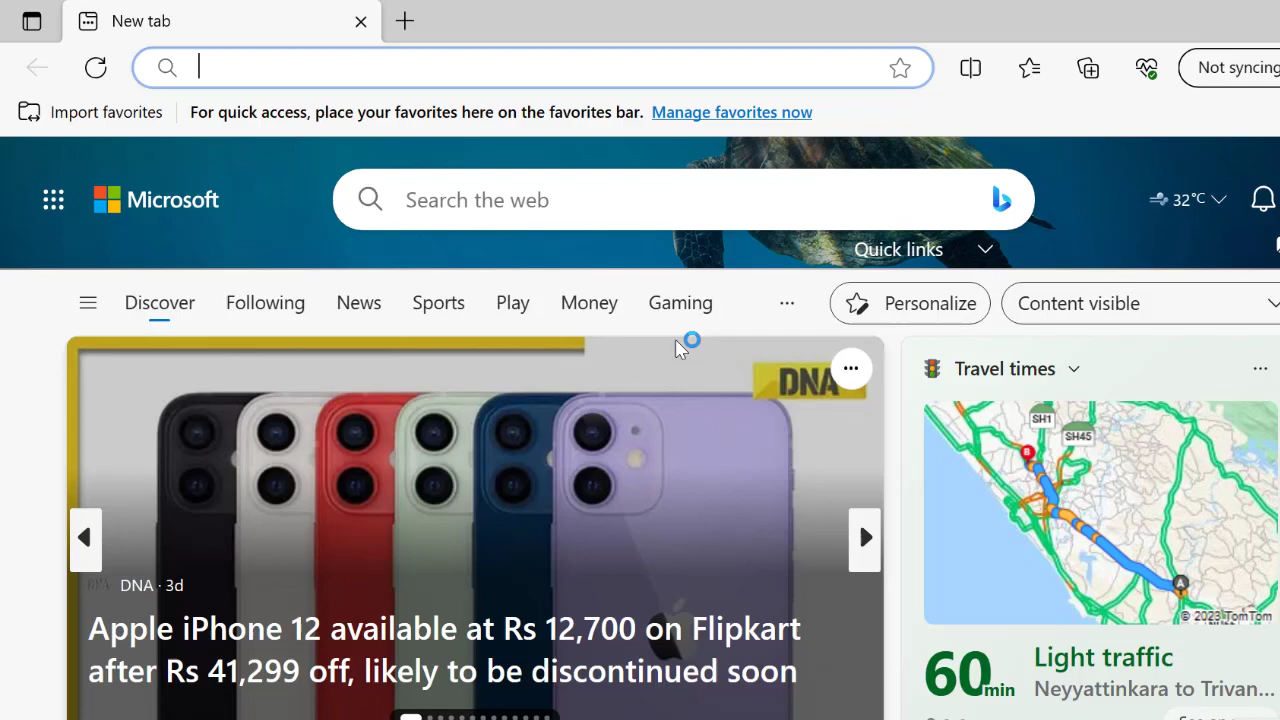 New tab
Not syncing
Import favorites
For quick access, place your favorites here on the favorites bar. Manage favorites now
Microsoft
Search the web
32°C
Quick links
Discover Following News Sports Play Money Gaming
Personalize
Content visible
DNA
Travel times
SH1
SH45
B
A
© 2023 TomTom
DNA · 3d
Apple iPhone 12 available at Rs 12,700 on Flipkart
after Rs 41,299 off, likely to be discontinued soon
60 min
Light traffic
Neyyattinkara to Trivan...